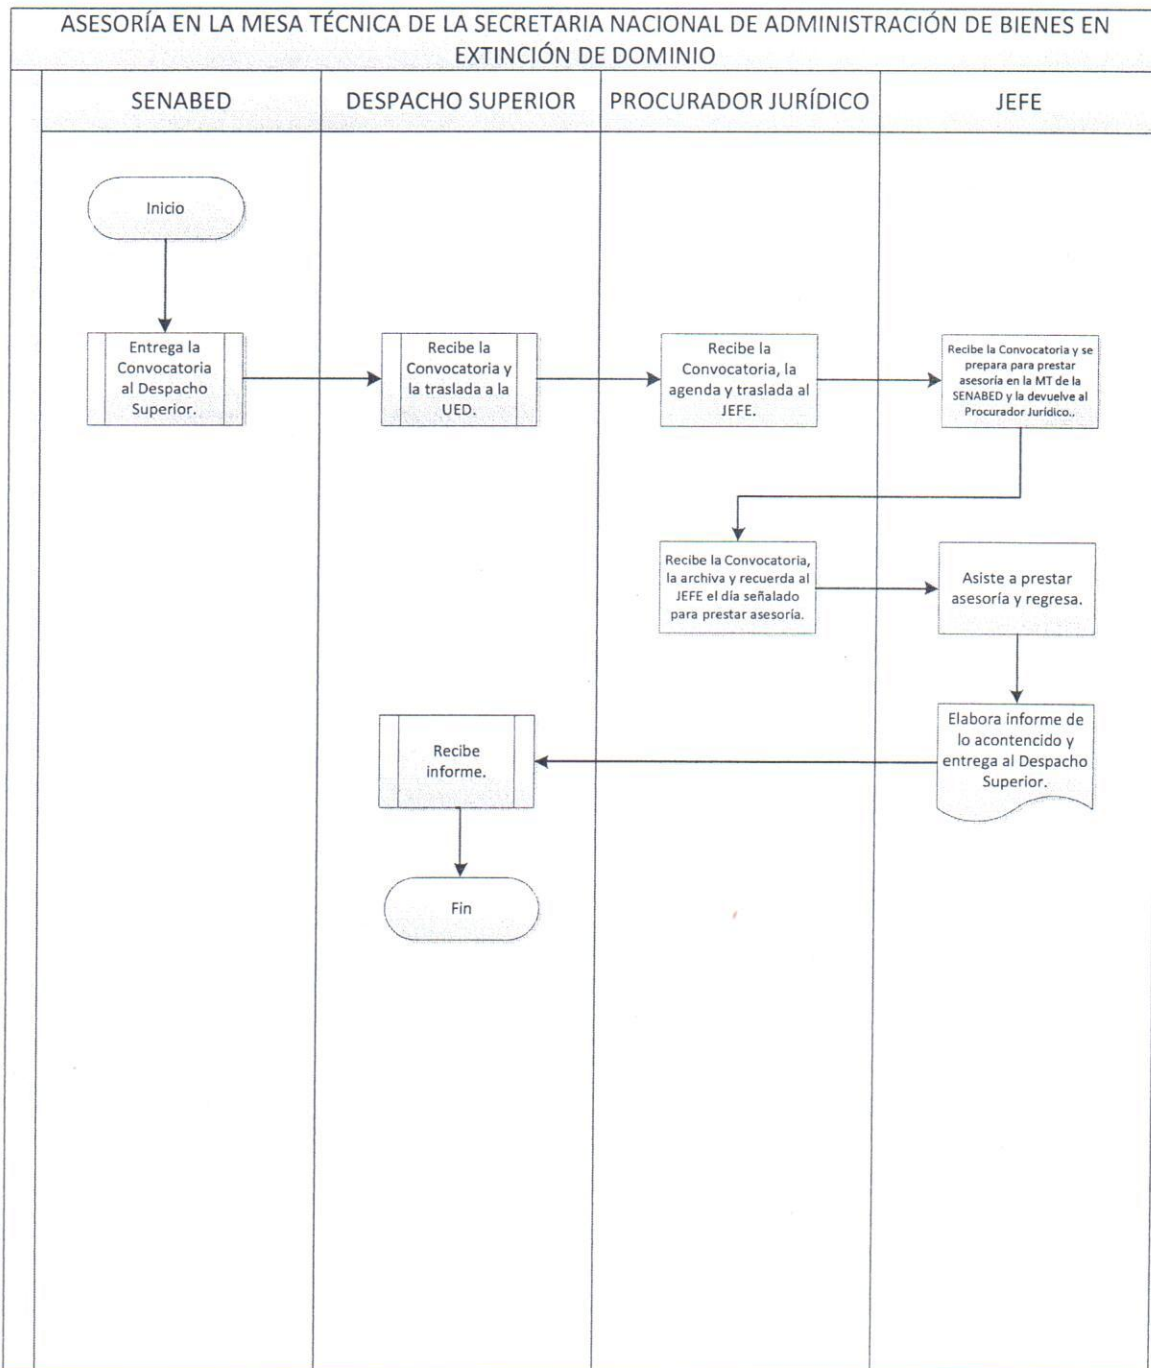 ASESORÍA EN LA MESA TÉCNICA DE LA SECRETARIA NACIONAL DE ADMINISTRACIÓN DE BIENES EN
EXTINCIÓN DE DOMINIO
SENABED
DESPACHO SUPERIOR
PROCURADOR JURÍDICO
JEFE
Inicio
Entrega la
Convocatoria
al Despacho
Superior.
Recibe la
Convocatoria y
la traslada a la
UED.
Recibe la
Convocatoria, la
agenda y traslada al
JEFE.
Recibe la Convocatoria y se
prepara para prestar
asesoría en la MT de la
SENABED y la devuelve al
Procurador Jurídico..
Recibe la Convocatoria,
la archiva y recuerda al
JEFE el día señalado
para prestar asesoría.
Asiste a prestar
asesoría y regresa.
Elabora informe de
lo acontencido y
entrega al Despacho
Superior.
Recibe
informe.
Fin